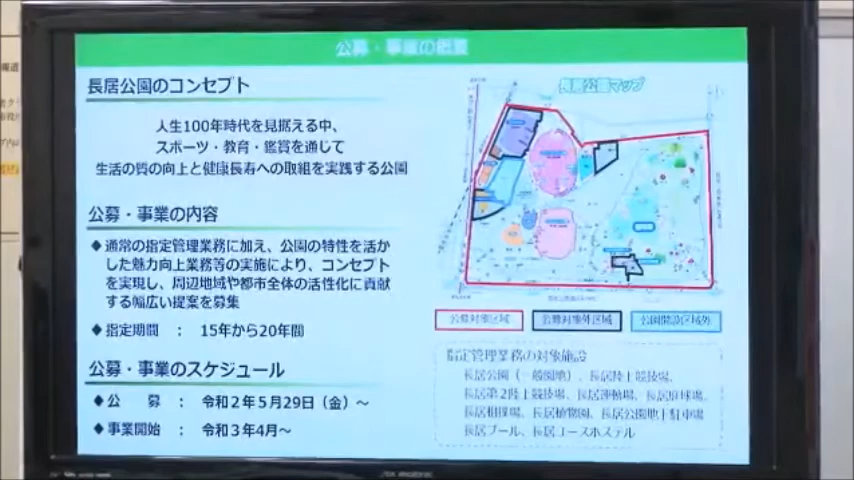 公募・事業の概要
長居公園のコンセプト
人生100年時代を見据える中、
スポーツ・教育・鑑賞を通じて
生活の質の向上と健康長寿への取組を実践する公園
公募・事業の内容
◆通常の指定管理業務に加え、公園の特性を活か
した魅力向上業務等の実施により、コンセプト
を実現し、周辺地域や都市全体の活性化に貢献
する幅広い提案を募集
◆指定期間 ： 15年から20年間
公募・事業のスケジュール
◆公 募 ： 令和２年５月29日（金）～
◆事業開始 ： 令和３年4月～
長居公園マップ
公募対象区域
公募対象外区域
公園開設区域外
指定管理業務の対象施設
長居公園（一般園地）、長居陸上競技場、
長居第２陸上競技場、長居運動場、長居庭球場、
長居相撲場、長居植物園、長居公園地下駐車場
長居プール、長居ユースホステル